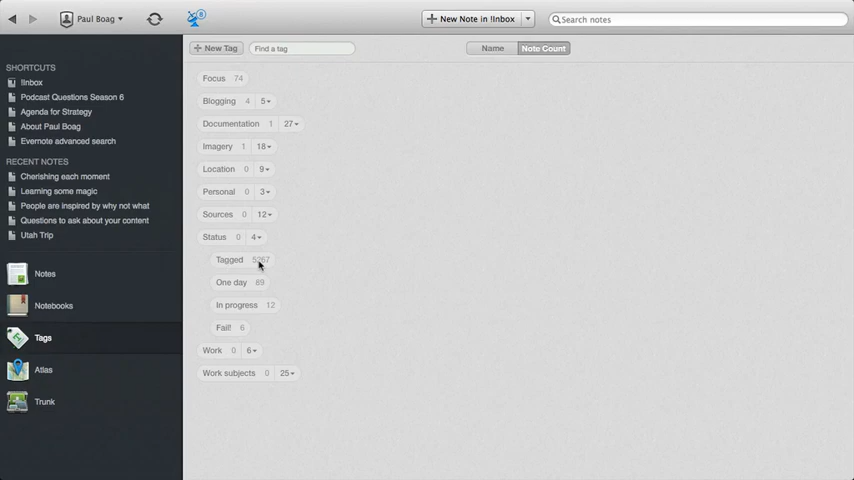 Paul Boag
8
+ New Note in !Inbox
Search notes
+ New Tag
Find a tag
Name
Note Count
SHORTCUTS
!Inbox
Podcast Questions Season 6
Agenda for Strategy
About Paul Boag
Evernote advanced search
RECENT NOTES
Cherishing each moment
Learning some magic
People are inspired by why not what
Questions to ask about your content
Utah Trip
Notes
Notebooks
Tags
Atlas
Trunk
Focus 74
Blogging 4 5
Documentation 1 27
Imagery 1 18
Location 0 9
Personal 0 3
Sources 0 12
Status 0 4
Tagged
One day 89
In progress 12
Fail! 6
Work 0 6
Work subjects 0 25